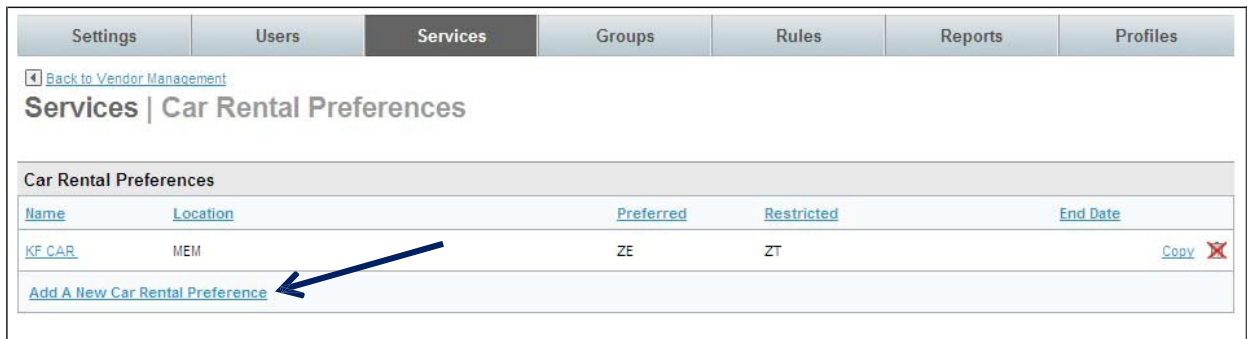 Settings Users Services Groups Rules Reports Profiles
Back to Vendor Management
Services | Car Rental Preferences
Car Rental Preferences
Name Location Preferred Restricted End Date
KF CAR MEM ZE ZT Copy
Add A New Car Rental Preference